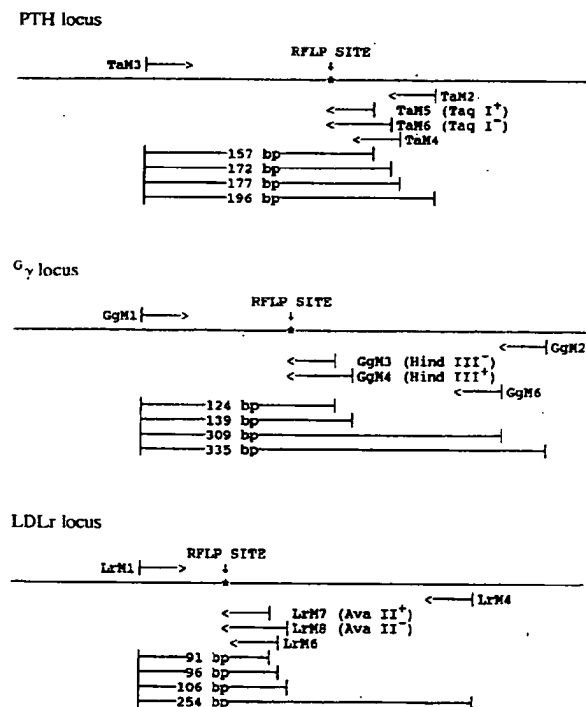 PTH locus
RFLP SITE
TaM3
TaM2
TaM5 (Taq I+)
TaM6 (Taq I-)
TaM4
157 bp
172 bp
177 bp
196 bp
Gγ locus
RFLP SITE
GgM1
GgM2
GgM3 (Hind III-)
GgM4 (Hind III+)
GgM6
124 bp
139 bp
309 bp
335 bp
LDLr locus
RFLP SITE
LrM1
LrM4
LrM7 (Ava II+)
LrM8 (Ava II-)
LrM6
91 bp
96 bp
106 bp
254 bp